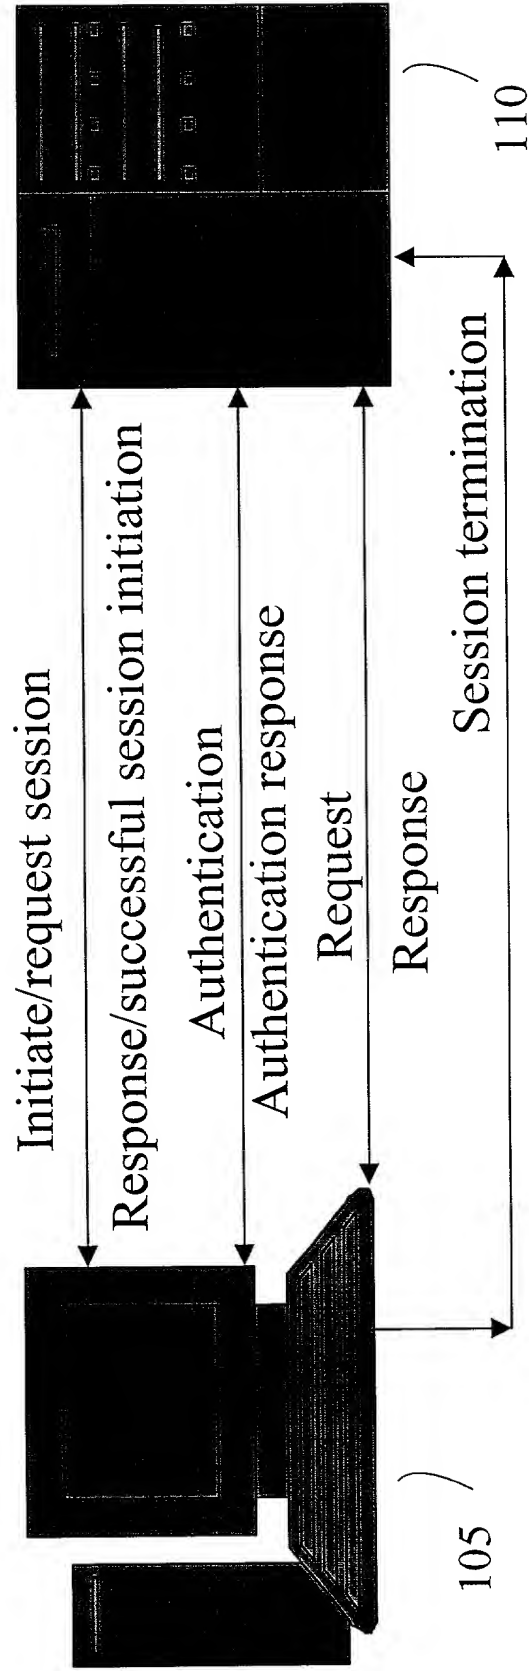 Initiate/request session
Response/successful session initiation
Authentication
Authentication response
Request
Response
Session termination
105
110